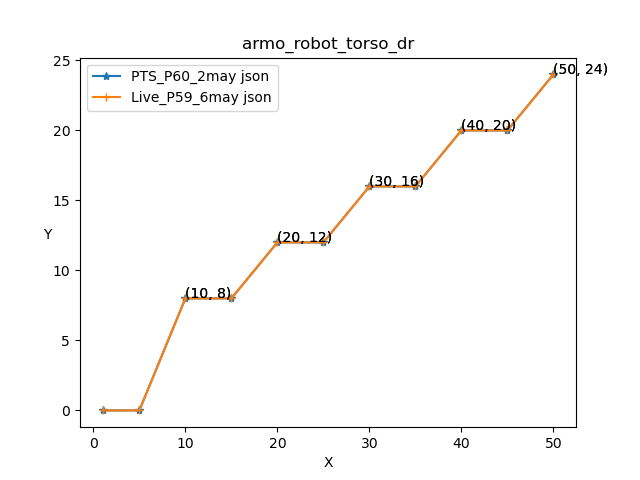 armo_robot_torso_dr
PTS_P60_2may json
Live_P59_6may json
25
20
15
10
5
0
Y
(50, 24)
(40, 20)
(30, 16)
(20, 12)
(10, 8)
0 10 20 30 40 50
X